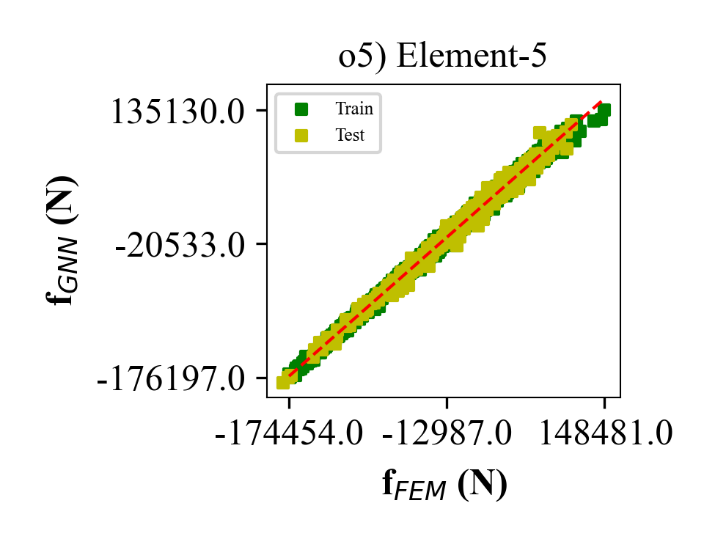 o5) Element-5
Train
Test
135130.0
-20533.0
-176197.0
f_GNN (N)
-174454.0 -12987.0 148481.0
f_FEM (N)